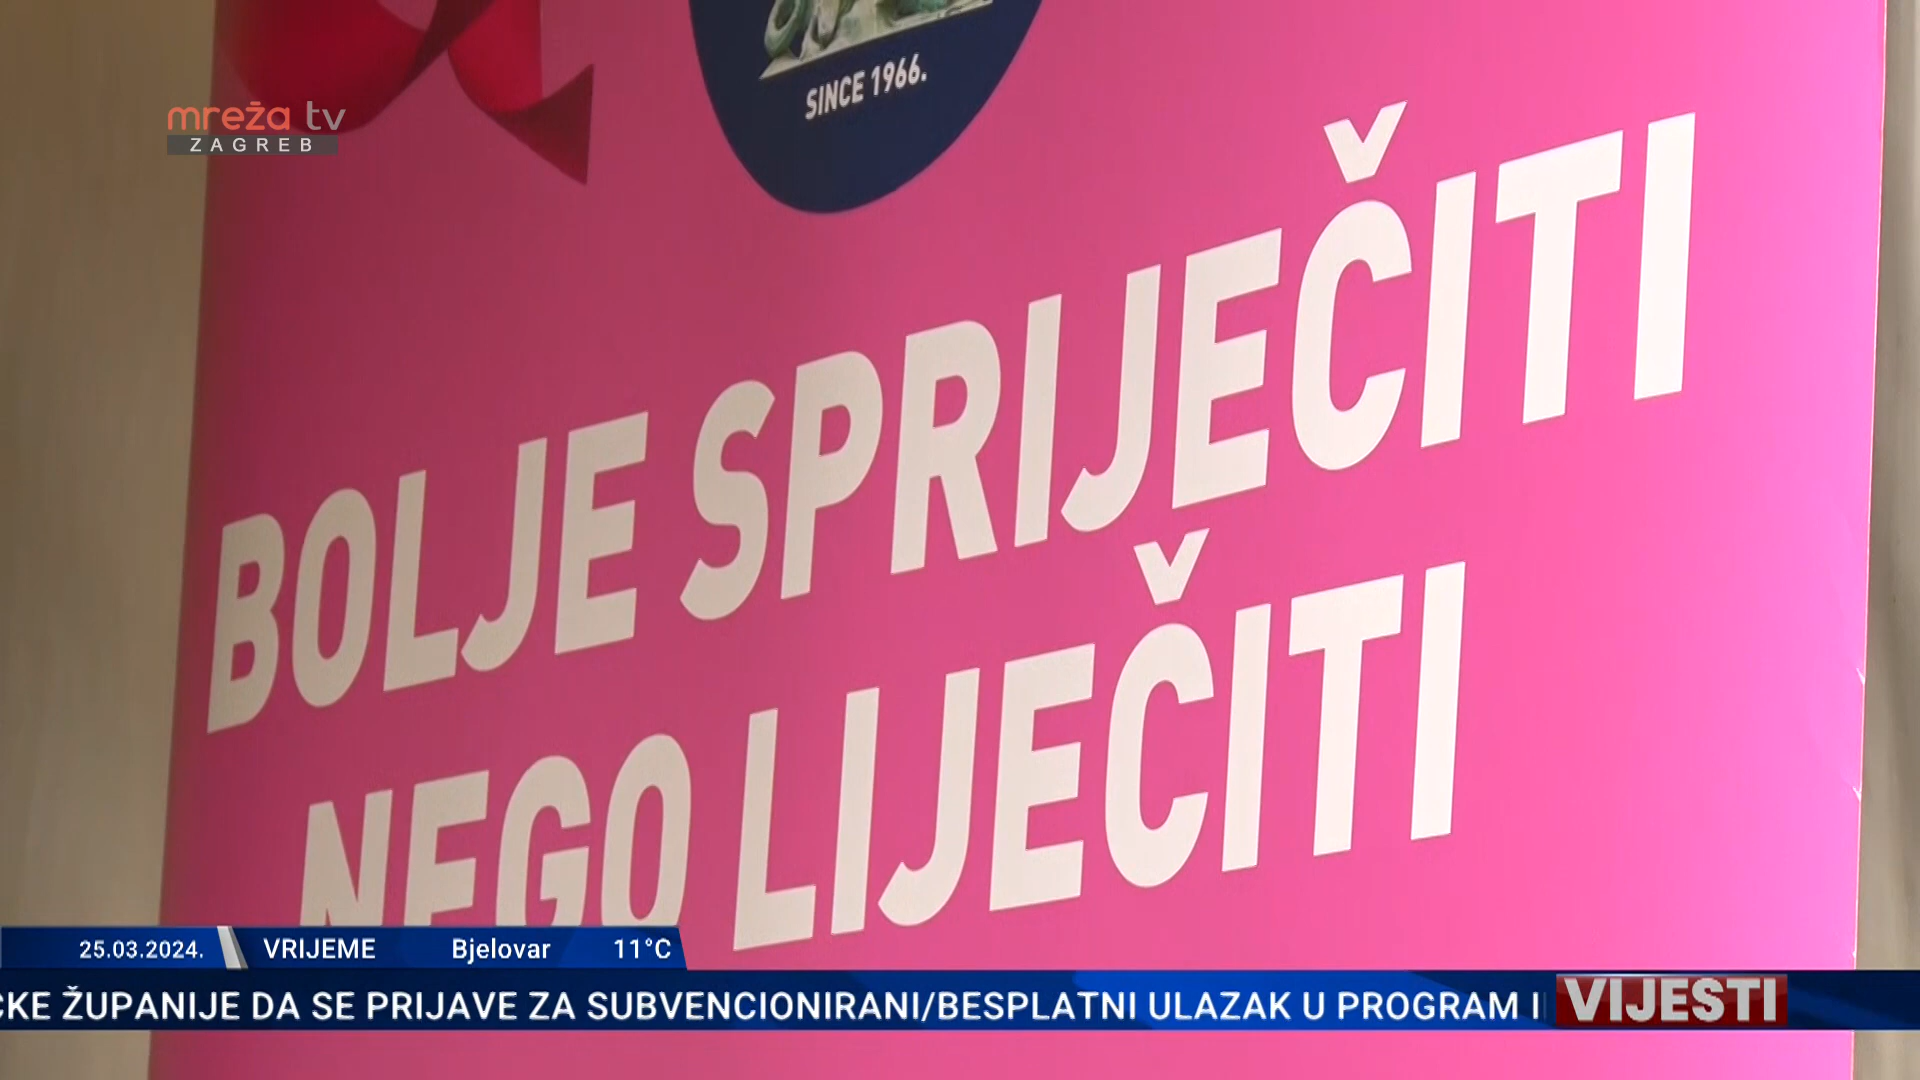 SINCE 1966.
mreža tv
ZAGREB
BOLJE SPRIJEČITI
NEGO LIJEČITI
25.03.2024. VRIJEME Bjelovar 11°C
ŽUPANIJE DA SE PRIJAVE ZA SUBVENCIONIRANI/BESPLATNI ULAZAK U PROGRAM
VIJESTI